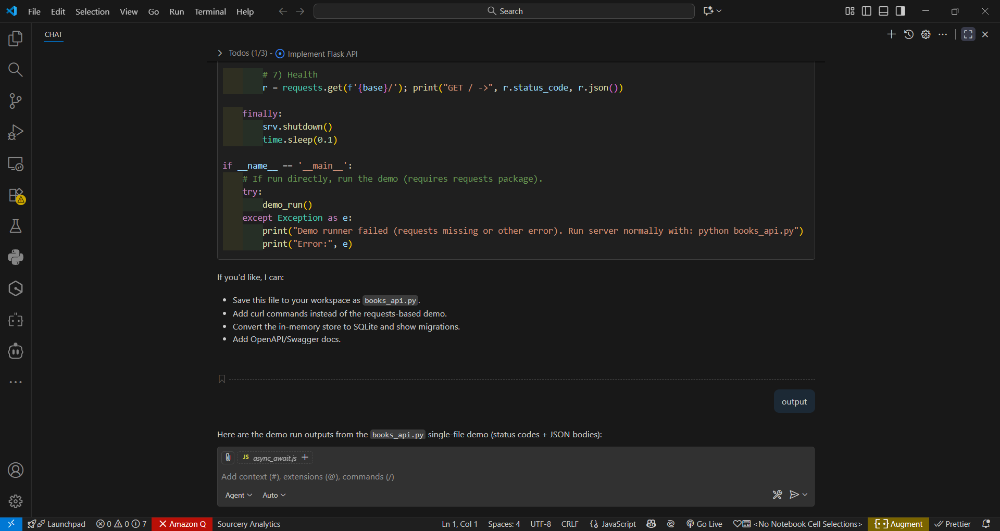 File Edit Selection View Go Run Terminal Help
Search
CHAT
Todos (1/3) - Implement Flask API
# 7) Health
r = requests.get(f'{base}/'); print("GET / ->", r.status_code, r.json())
finally:
srv.shutdown()
time.sleep(0.1)
if __name__ == '__main__':
# If run directly, run the demo (requires requests package).
try:
demo_run()
except Exception as e:
print("Demo runner failed (requests missing or other error). Run server normally with: python books_api.py")
print("Error:", e)
If you'd like, I can:
• Save this file to your workspace as books_api.py.
• Add curl commands instead of the requests-based demo.
• Convert the in-memory store to SQLite and show migrations.
• Add OpenAPI/Swagger docs.
output
Here are the demo run outputs from the books_api.py single-file demo (status codes + JSON bodies):
JS async_await.js +
Add context (#), extensions (@), commands (/)
Agent Auto
Launchpad 0 0 7 Amazon Q Sourcery Analytics Ln 1, Col 1 Spaces: 4 UTF-8 CRLF JavaScript Go Live <No Notebook Cell Selections> Augment Prettier